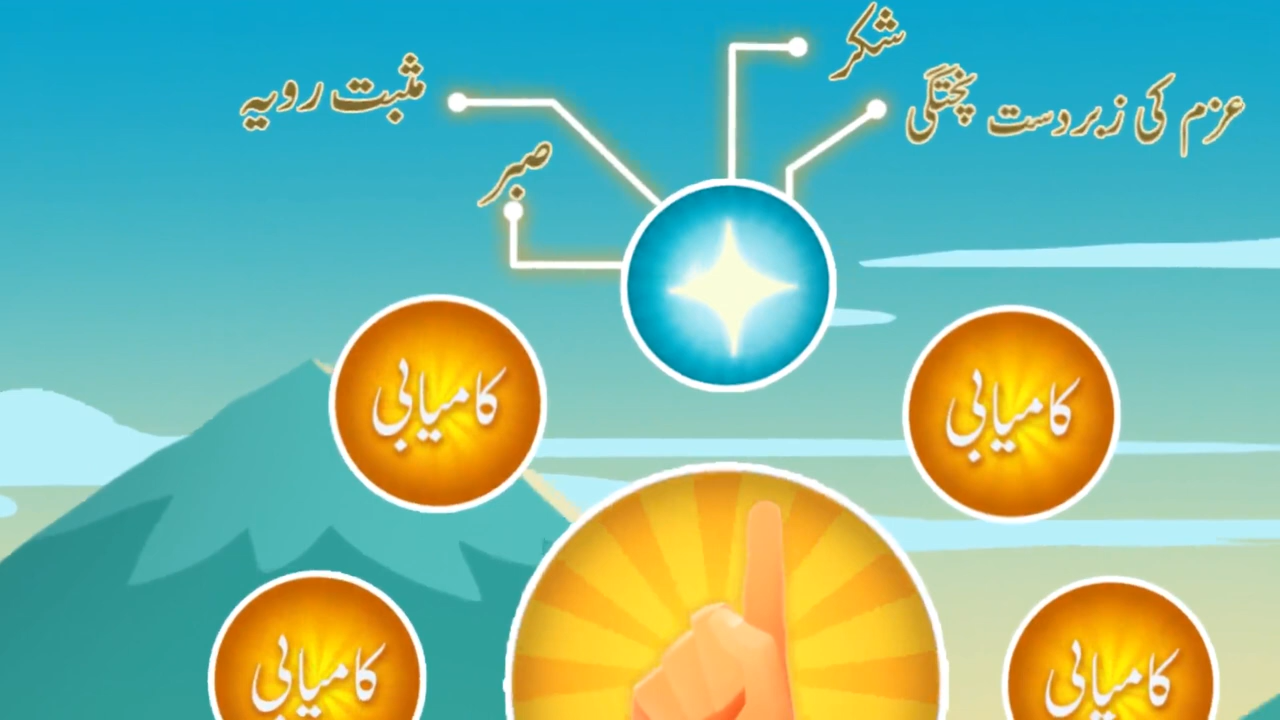 شکر
عزم کی زبردست پختگی
مثبت رویہ
صبر
کامیابی
کامیابی
کامیابی
کامیابی